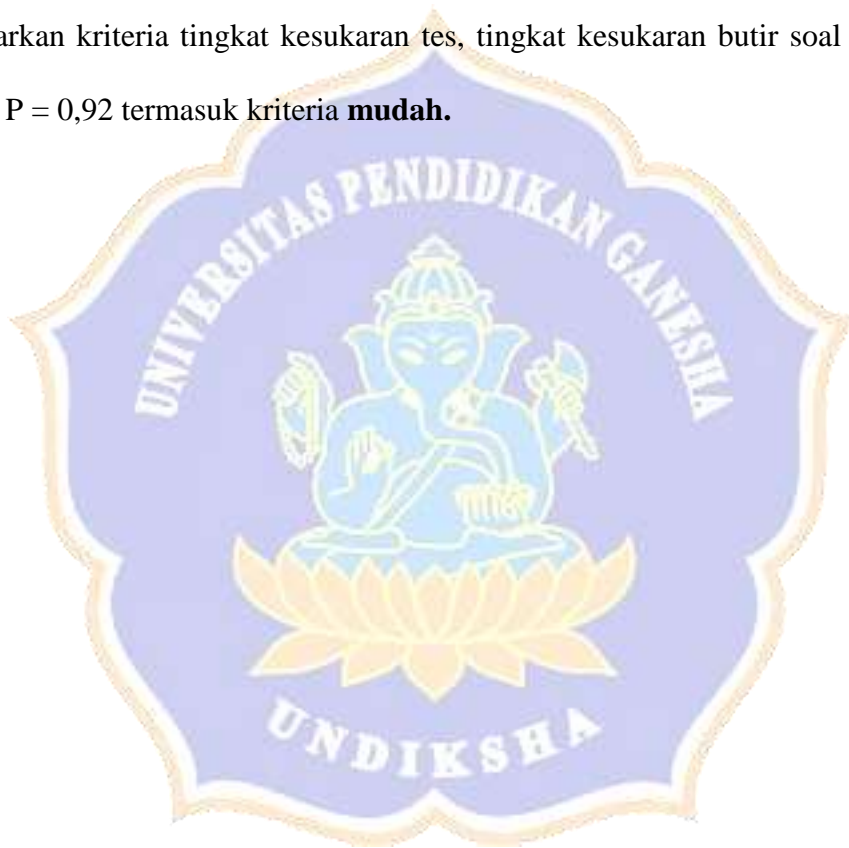 arkan kriteria tingkat kesukaran tes, tingkat kesukaran butir soal
P = 0,92 termasuk kriteria mudah.
UNIVERSITAS PENDIDIKAN GANESHA
UNDIKSHA